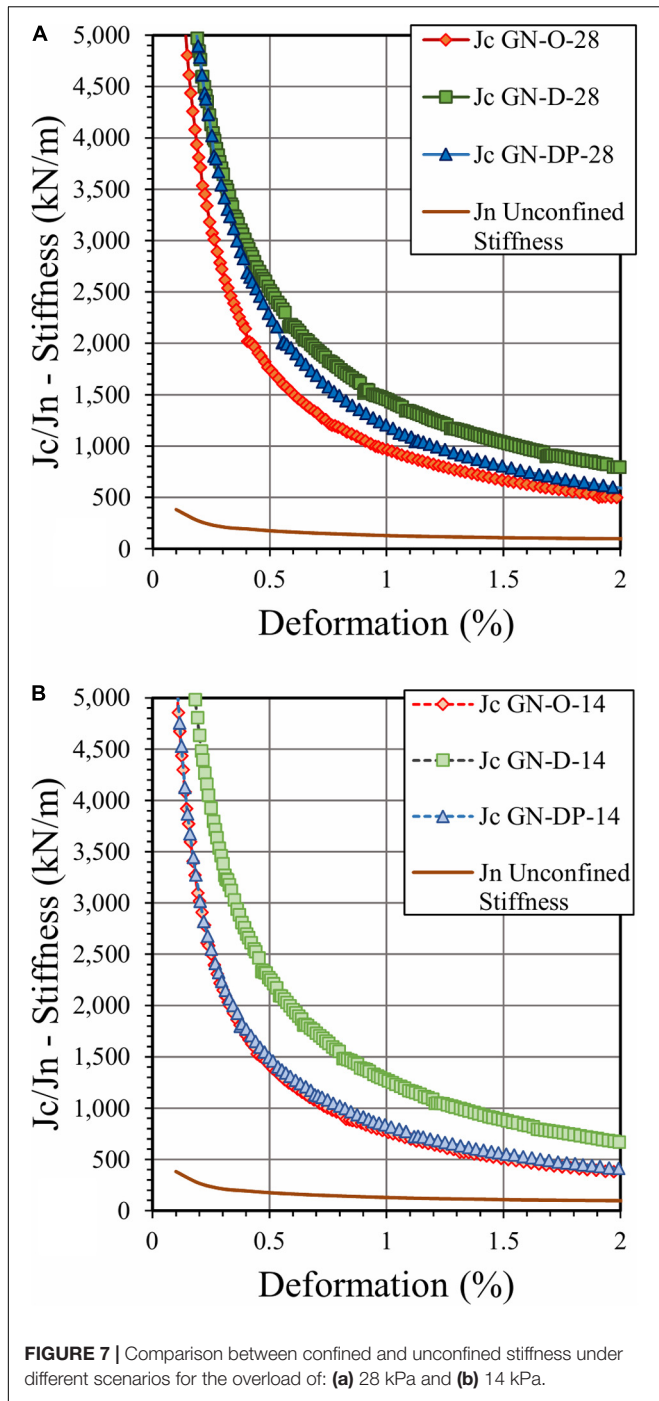 A
Jc/Jn - Stiffness (kN/m)
5,000
4,500
4,000
3,500
3,000
2,500
2,000
1,500
1,000
500
0
Jc GN-O-28
Jc GN-D-28
Jc GN-DP-28
Jn Unconfined
Stiffness
0 0.5 1 1.5 2
Deformation (%)
B
Jc/Jn - Stiffness (kN/m)
5,000
4,500
4,000
3,500
3,000
2,500
2,000
1,500
1,000
500
0
Jc GN-O-14
Jc GN-D-14
Jc GN-DP-14
Jn Unconfined
Stiffness
0 0.5 1 1.5 2
Deformation (%)
FIGURE 7 | Comparison between confined and unconfined stiffness under
different scenarios for the overload of: (a) 28 kPa and (b) 14 kPa.